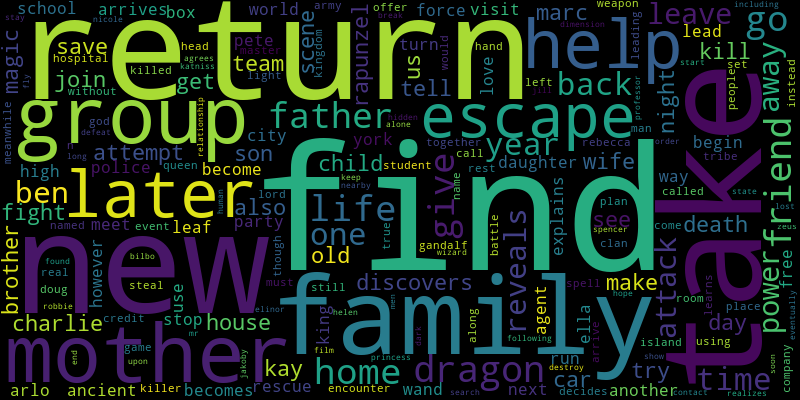 school arrives box world force visit marc leave go
nicole army offer weapon including
stay break dimension
save pete head team scene kingdom rapunzel turn would leading lead
hospital killed agrees master us hand help kill
magic join katniss light tell love left back night away
return
group without get father escape professor people set instead
meanwhile fly god relationship city york hidden alone year jill man start
defeat together rebecca begin tribe
n attempt son child student call daughter wife order
long police queen become keep rest way called state
high lord nearby name plan see death come friend
ben later also life explains clan spencer lost
fight named meet event leaf human party true gandalf battle one zeus
brother however though old wizard reveals take power free
new find
found real bilbo must still discovers spell make attack room learns place
doug steal use king agent hope day using
robbie elinor family along ella island show eventually
charlie credit stop house helen men dark arrive company
mother mr game film princess following run destroy try time soon
end upon jakoby kay home dragon car decides another contact realizes
arlo ancient killer becomes rescue encounter wand search next
give